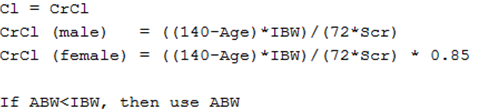 Cl = CrCl
CrCl (male)   = ((140-Age)*IBW)/(72*Scr)
CrCl (female) = ((140-Age)*IBW)/(72*Scr) * 0.85
If ABW<IBW, then use ABW